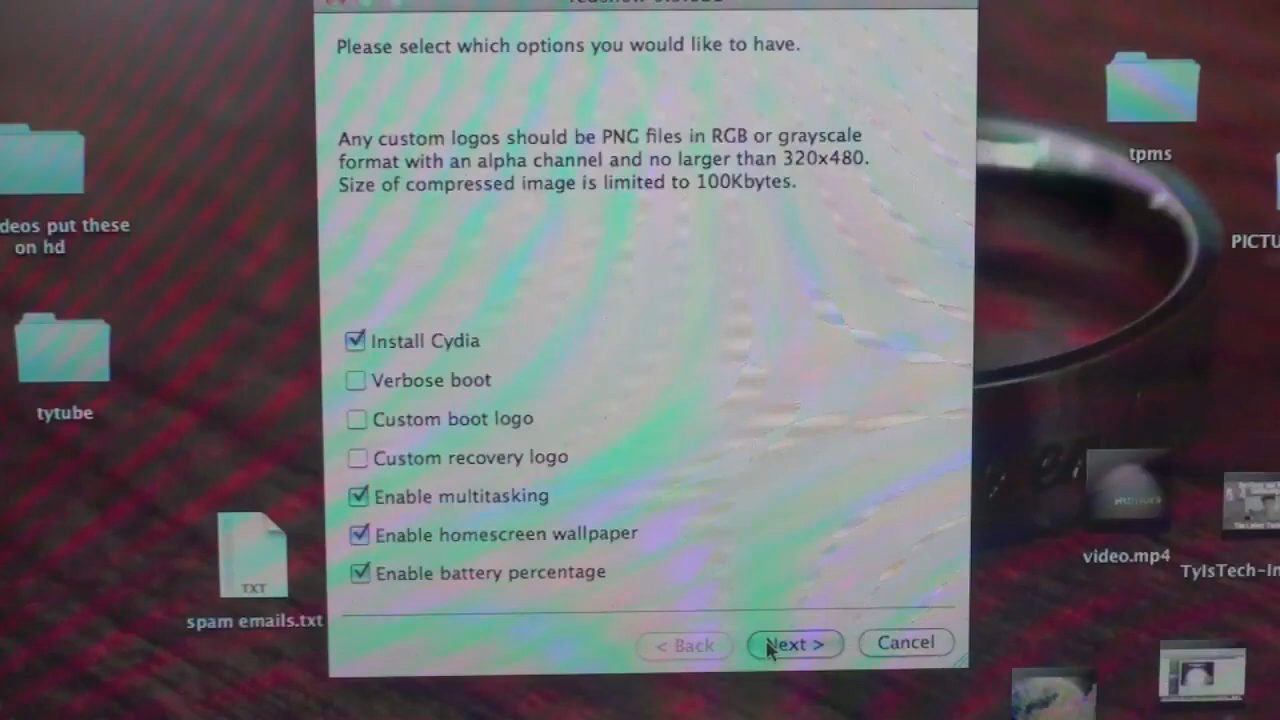 Please select which options you would like to have.
Any custom logos should be PNG files in RGB or grayscale
format with an alpha channel and no larger than 320x480.
Size of compressed image is limited to 100Kbytes.
Install Cydia
Verbose boot
Custom boot logo
Custom recovery logo
Enable multitasking
Enable homescreen wallpaper
Enable battery percentage
< Back
Next >
Cancel
deos put these
on hd
tytube
TXT
spam emails.txt
tpms
PICTU
video.mp4
TyIsTech-In